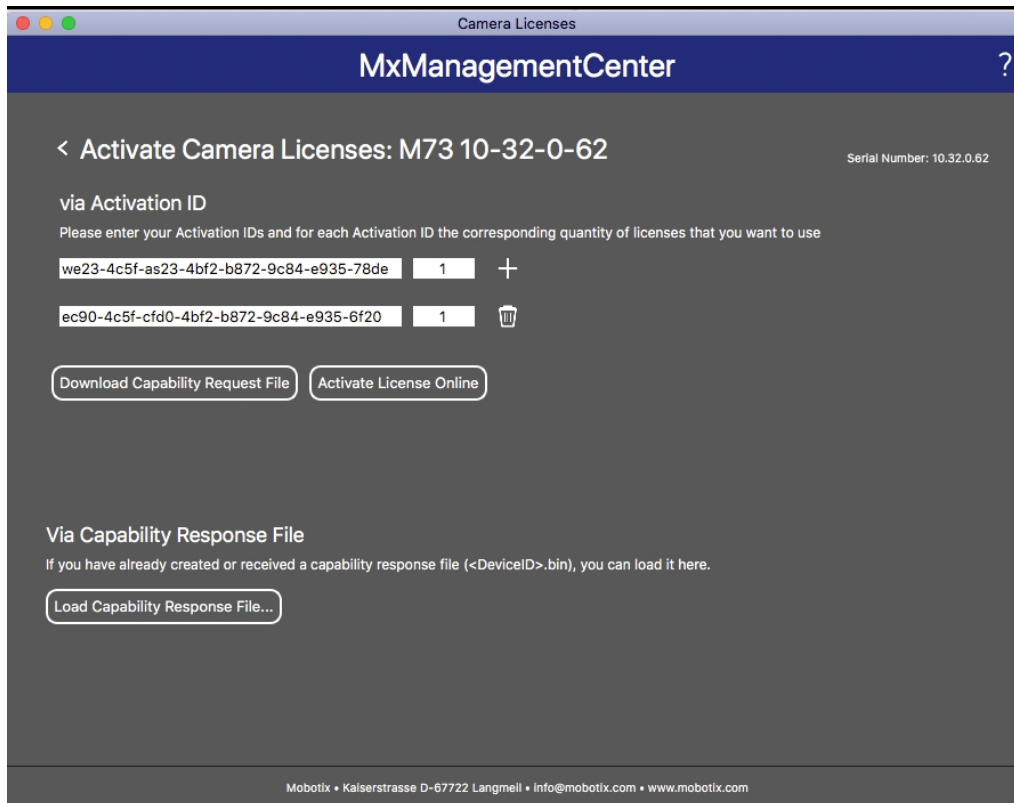 Camera Licenses
MxManagementCenter
?
< Activate Camera Licenses: M73 10-32-0-62
Serial Number: 10.32.0.62
via Activation ID
Please enter your Activation IDs and for each Activation ID the corresponding quantity of licenses that you want to use
we23-4c5f-as23-4bf2-b872-9c84-e935-78de 1 +
ec90-4c5f-cfd0-4bf2-b872-9c84-e935-6f20 1
Download Capability Request File Activate License Online
Via Capability Response File
If you have already created or received a capability response file (<DeviceID>.bin), you can load it here.
Load Capability Response File...
Mobotix • Kaiserstrasse D-67722 Langmeil • info@mobotix.com • www.mobotix.com